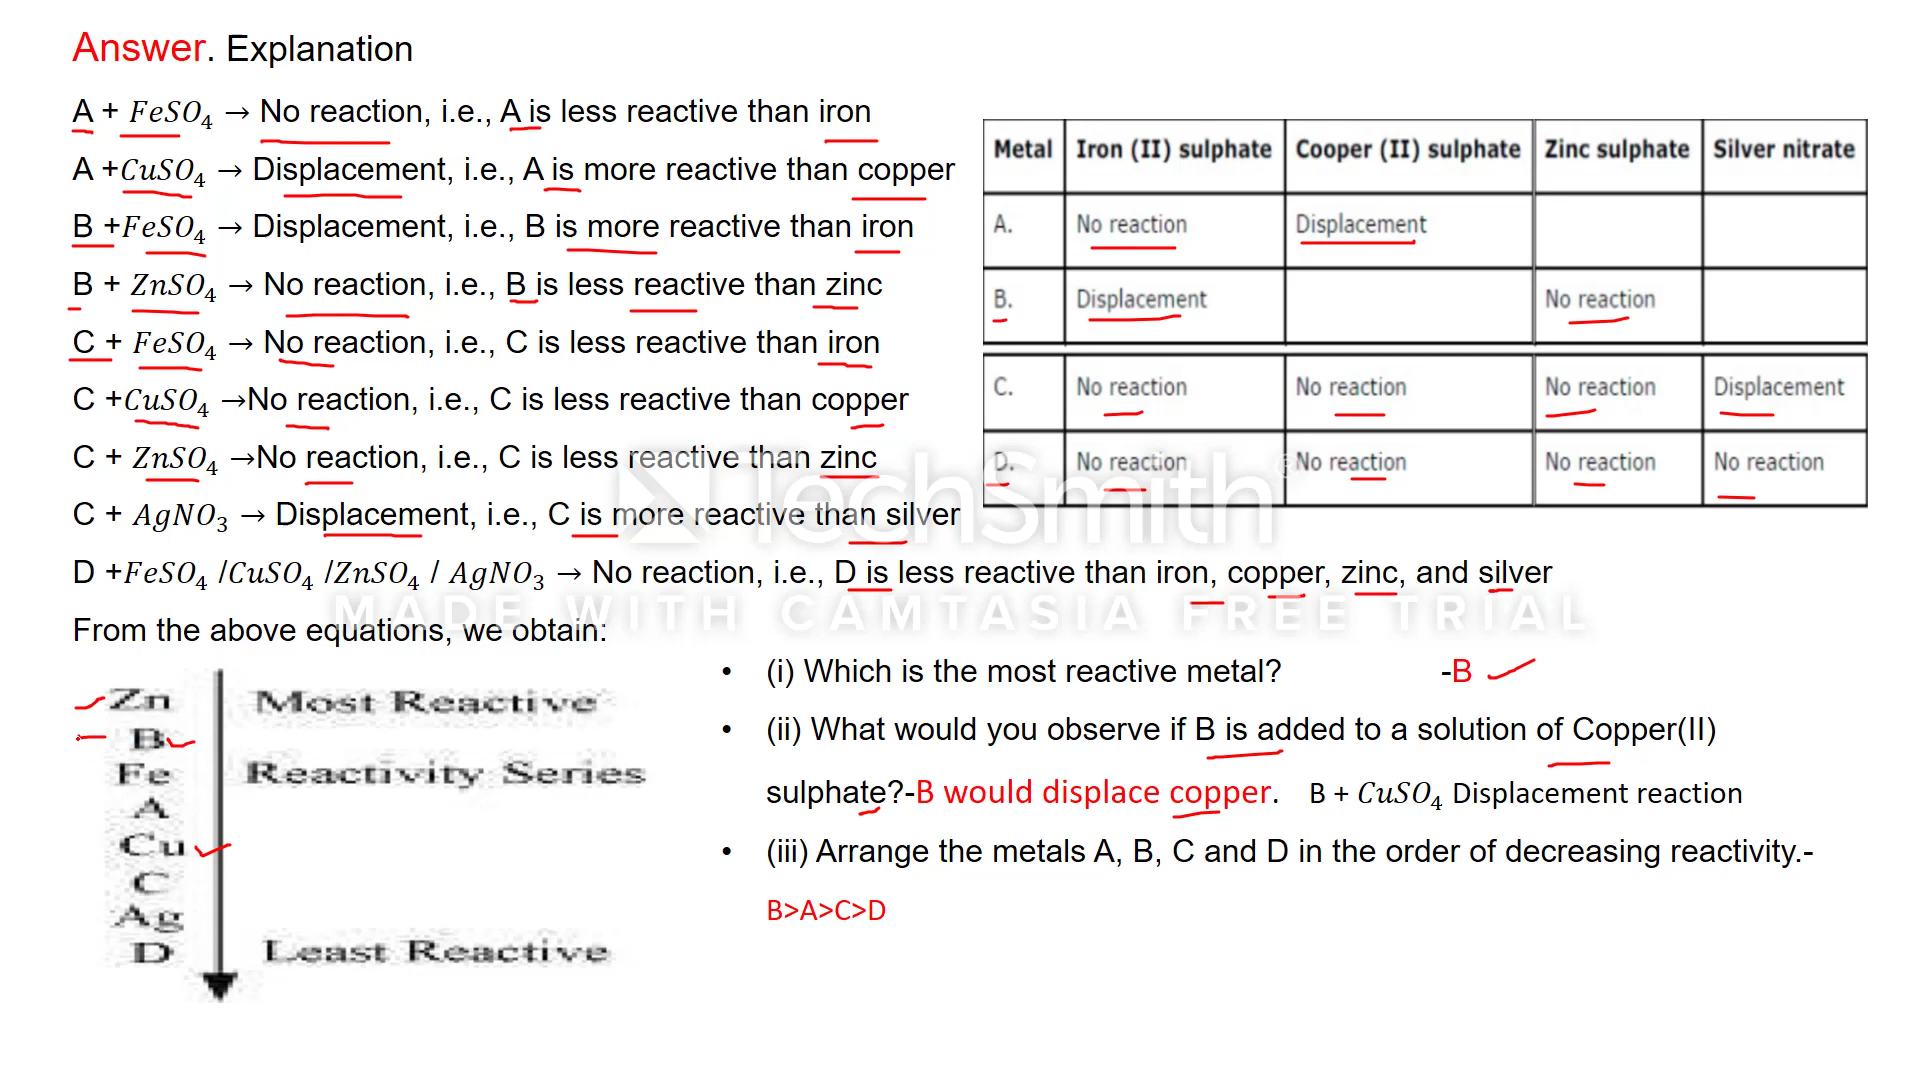 Answer. Explanation
A + FeSO₄ → No reaction, i.e., A is less reactive than iron
A +CuSO₄ → Displacement, i.e., A is more reactive than copper
B +FeSO₄ → Displacement, i.e., B is more reactive than iron
B + ZnSO₄ → No reaction, i.e., B is less reactive than zinc
C + FeSO₄ → No reaction, i.e., C is less reactive than iron
C +CuSO₄ →No reaction, i.e., C is less reactive than copper
C + ZnSO₄ →No reaction, i.e., C is less reactive than zinc
C + AgNO₃ → Displacement, i.e., C is more reactive than silver
D +FeSO₄ /CuSO₄ /ZnSO₄ / AgNO₃ → No reaction, i.e., D is less reactive than iron, copper, zinc, and silver
From the above equations, we obtain:
Metal Iron (II) sulphate Cooper (II) sulphate Zinc sulphate Silver nitrate
A. No reaction Displacement
B. Displacement No reaction
C. No reaction No reaction No reaction Displacement
D. No reaction No reaction No reaction No reaction
TechSmith®
MADE WITH CAMTASIA FREE TRIAL
Zn Most Reactive
B
Fe Reactivity Series
A
Cu
C
Ag
D Least Reactive
• (i) Which is the most reactive metal? -B
• (ii) What would you observe if B is added to a solution of Copper(II)
sulphate?-B would displace copper. B + CuSO₄ Displacement reaction
• (iii) Arrange the metals A, B, C and D in the order of decreasing reactivity.-
B>A>C>D